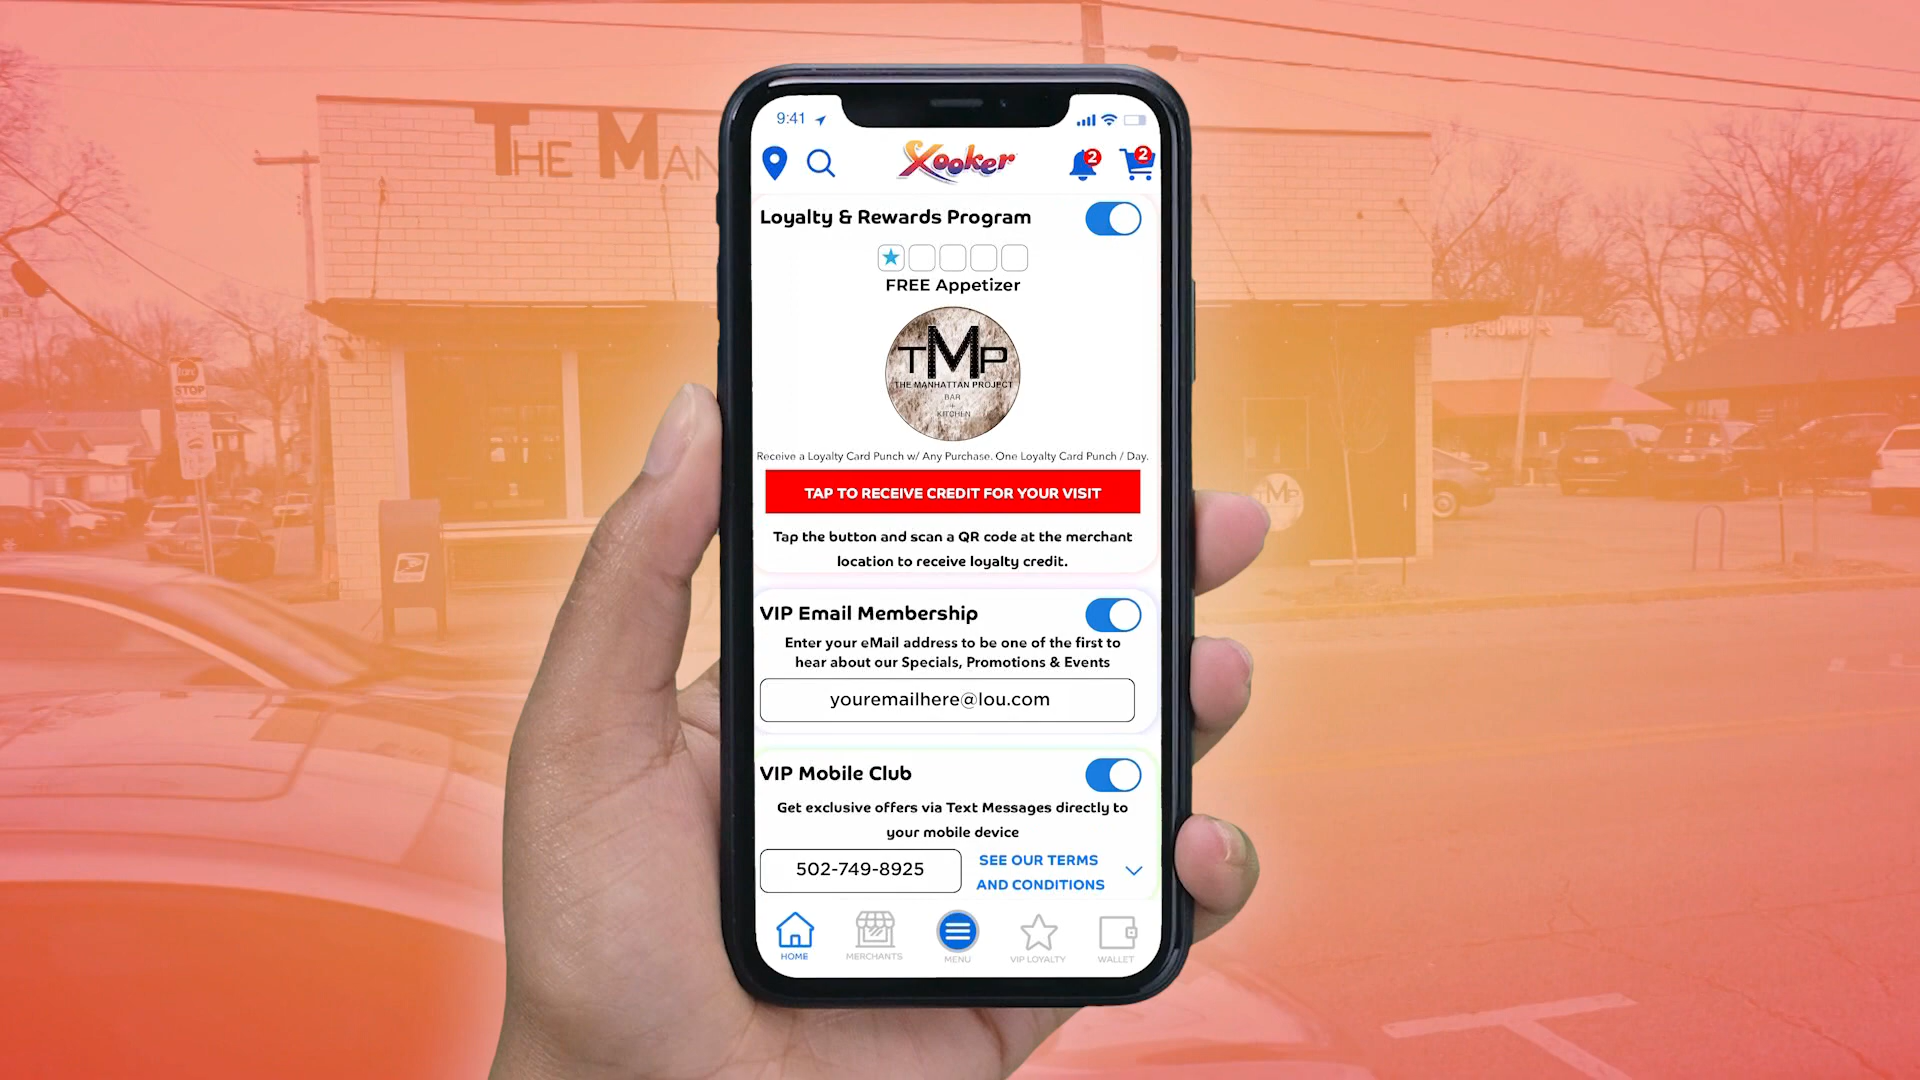 THE MAN
STOP
9:41
Xooker
2
2
Loyalty & Rewards Program
FREE Appetizer
TMP
THE MANHATTAN PROJECT
BAR
+
KITCHEN
Receive a Loyalty Card Punch w/ Any Purchase. One Loyalty Card Punch / Day.
TAP TO RECEIVE CREDIT FOR YOUR VISIT
Tap the button and scan a QR code at the merchant
location to receive loyalty credit.
TMP
VIP Email Membership
Enter your eMail address to be one of the first to
hear about our Specials, Promotions & Events
youremailhere@lou.com
VIP Mobile Club
Get exclusive offers via Text Messages directly to
your mobile device
502-749-8925
SEE OUR TERMS
AND CONDITIONS
HOME
MERCHANTS
MENU
VIP LOYALTY
WALLET